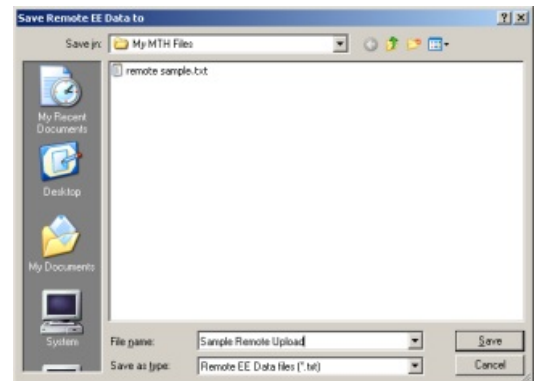 Save Remote EE Data to
Save in: My MTH Files
remote sample.txt
My Recent
Documents
Desktop
My Documents
System
File name: Sample Remote Upload
Save
Save as type: Remote EE Data files (*.txt)
Cancel